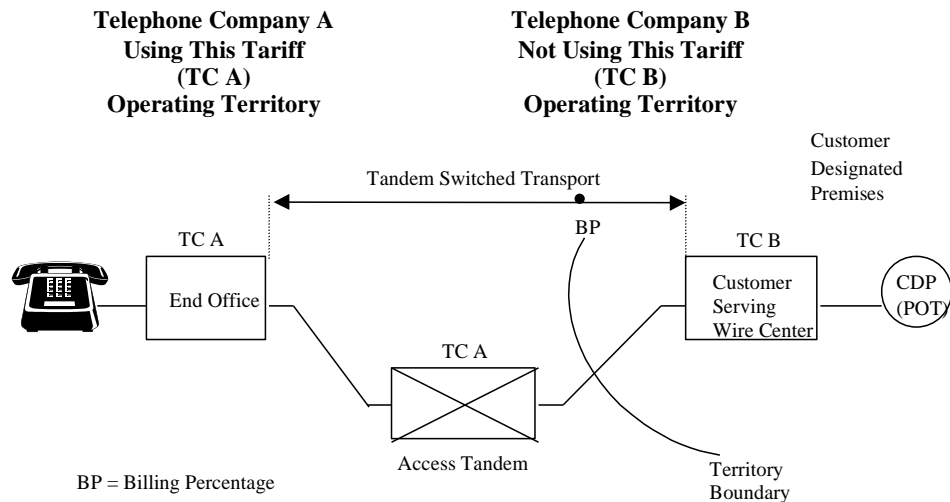 Telephone Company A
Using This Tariff
(TC A)
Operating Territory
Telephone Company B
Not Using This Tariff
(TC B)
Operating Territory
Customer
Designated
Premises
Tandem Switched Transport
BP
TC A
End Office
TC B
Customer
Serving
Wire Center
CDP
(POT)
TC A
Access Tandem
BP = Billing Percentage
Territory
Boundary